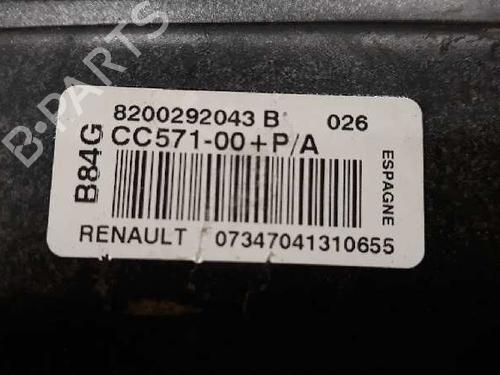 8200292043 B 026
CC571-00+P/A
B84G
ESPAGNE
RENAULT 07347041310655
B-PARTS